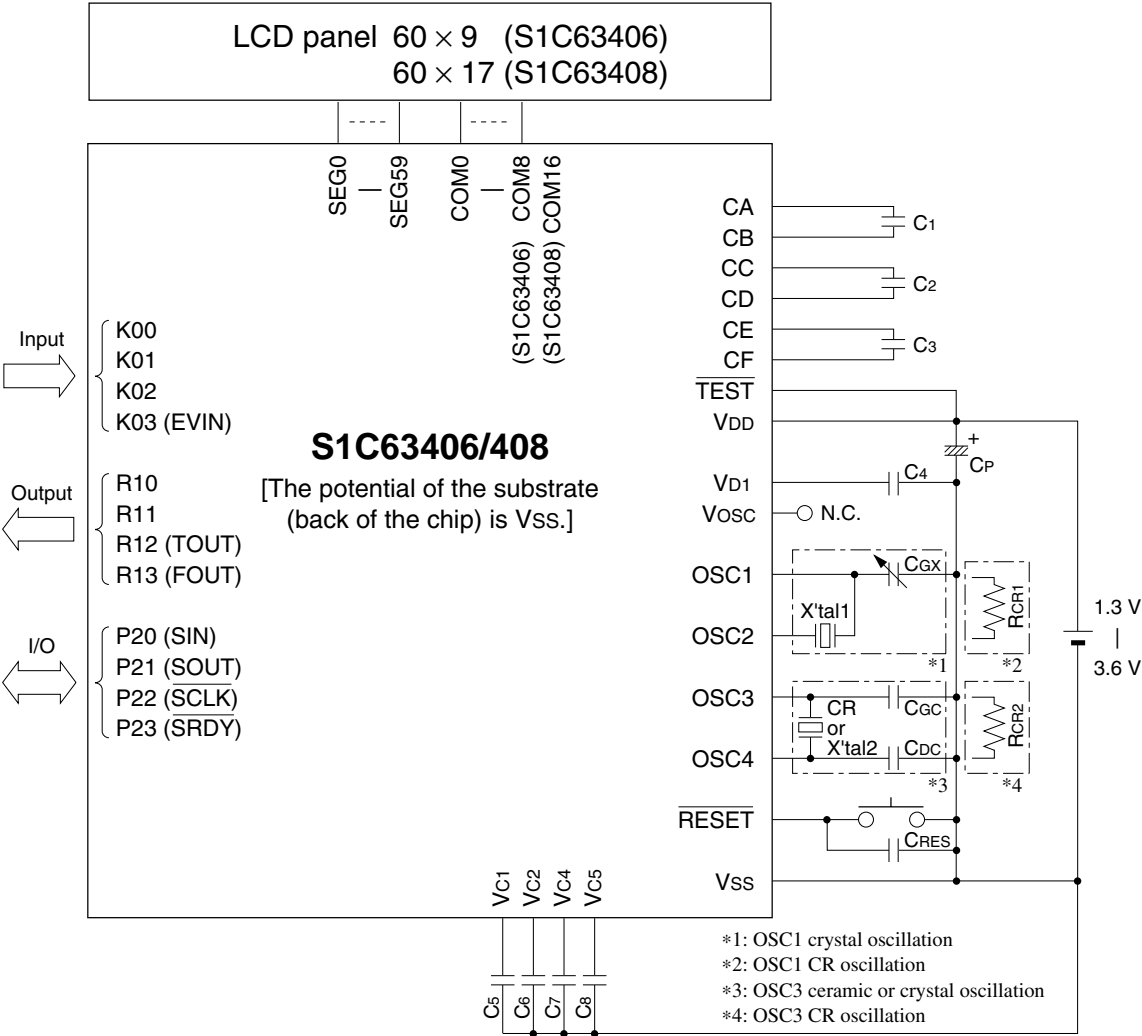 LCD panel 60 × 9 (S1C63406)
60 × 17 (S1C63408)
SEG0
SEG59
COM0
COM8
COM16
(S1C63406)
(S1C63408)
Input
K00
K01
K02
K03 (EVIN)
Output
R10
R11
R12 (TOUT)
R13 (FOUT)
I/O
P20 (SIN)
P21 (SOUT)
P22 (SCLK)
P23 (SRDY)
S1C63406/408
[The potential of the substrate
(back of the chip) is VSS.]
CA
CB
C1
CC
CD
C2
CE
CF
C3
TEST
VDD
+
CP
VD1
C4
VOSC
N.C.
OSC1
CGX
X'tal1
OSC2
*1
RCR1
*2
OSC3
CGC
CR
or
X'tal2
OSC4
CDC
*3
RCR2
*4
RESET
CRES
VSS
1.3 V
|
3.6 V
VC1
VC2
VC4
VC5
C5
C6
C7
C8
*1: OSC1 crystal oscillation
*2: OSC1 CR oscillation
*3: OSC3 ceramic or crystal oscillation
*4: OSC3 CR oscillation